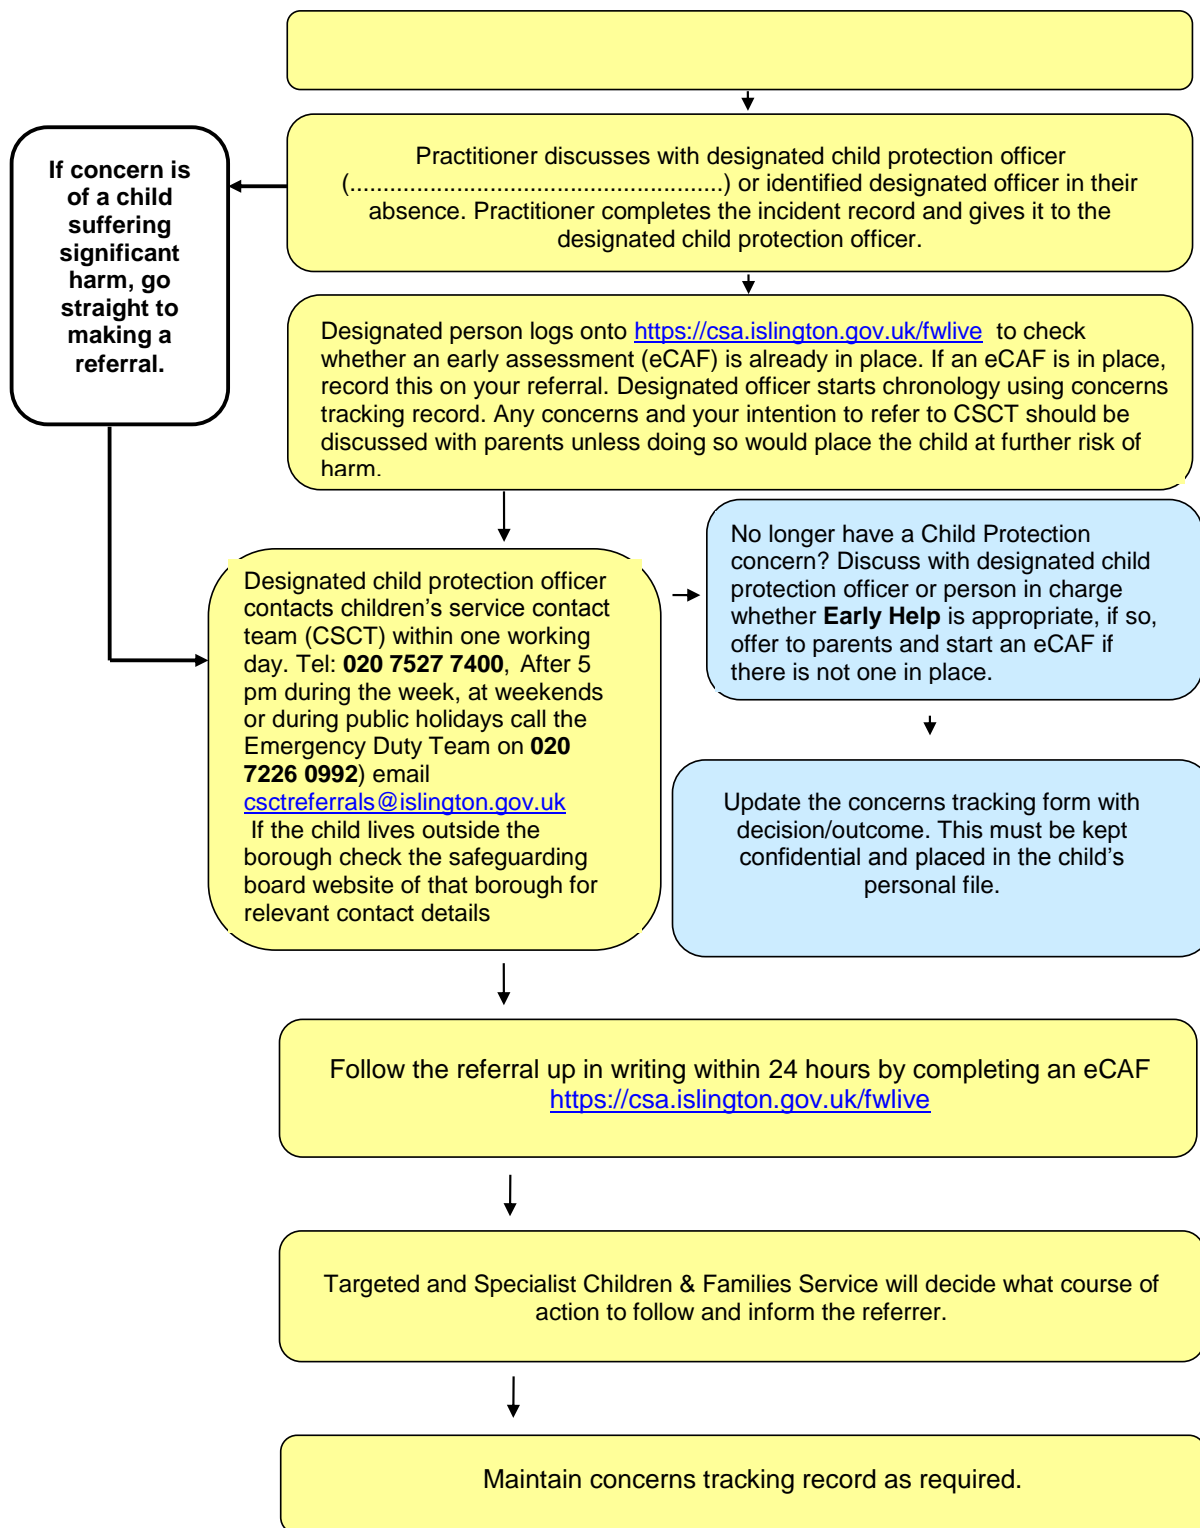 If concern is
of a child
suffering
significant
harm, go
straight to
making a
referral.
Practitioner discusses with designated child protection officer
(........................................................) or identified designated officer in their
absence. Practitioner completes the incident record and gives it to the
designated child protection officer.
Designated person logs onto https://csa.islington.gov.uk/fwlive to check
whether an early assessment (eCAF) is already in place. If an eCAF is in place,
record this on your referral. Designated officer starts chronology using concerns
tracking record. Any concerns and your intention to refer to CSCT should be
discussed with parents unless doing so would place the child at further risk of
harm.
Designated child protection officer
contacts children's service contact
team (CSCT) within one working
day. Tel: 020 7527 7400, After 5
pm during the week, at weekends
or during public holidays call the
Emergency Duty Team on 020
7226 0992) email
csctreferrals@islington.gov.uk
If the child lives outside the
borough check the safeguarding
board website of that borough for
relevant contact details
No longer have a Child Protection
concern? Discuss with designated child
protection officer or person in charge
whether Early Help is appropriate, if so,
offer to parents and start an eCAF if
there is not one in place.
Update the concerns tracking form with
decision/outcome. This must be kept
confidential and placed in the child's
personal file.
Follow the referral up in writing within 24 hours by completing an eCAF
https://csa.islington.gov.uk/fwlive
Targeted and Specialist Children & Families Service will decide what course of
action to follow and inform the referrer.
Maintain concerns tracking record as required.